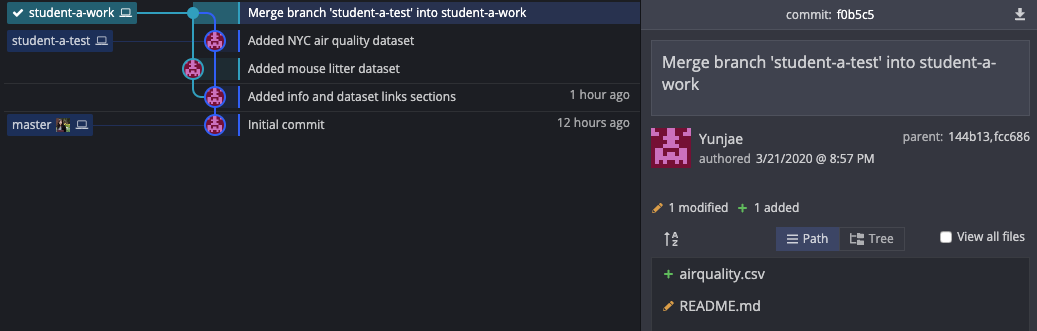 student-a-work Merge branch 'student-a-test' into student-a-work
student-a-test Added NYC air quality dataset
Added mouse litter dataset
Added info and dataset links sections 1 hour ago
master Initial commit 12 hours ago
commit: f0b5c5
Merge branch 'student-a-test' into student-a-
work
Yunjae parent: 144b13,fcc686
authored 3/21/2020 @ 8:57 PM
1 modified + 1 added
A Z Path Tree View all files
+ airquality.csv
README.md